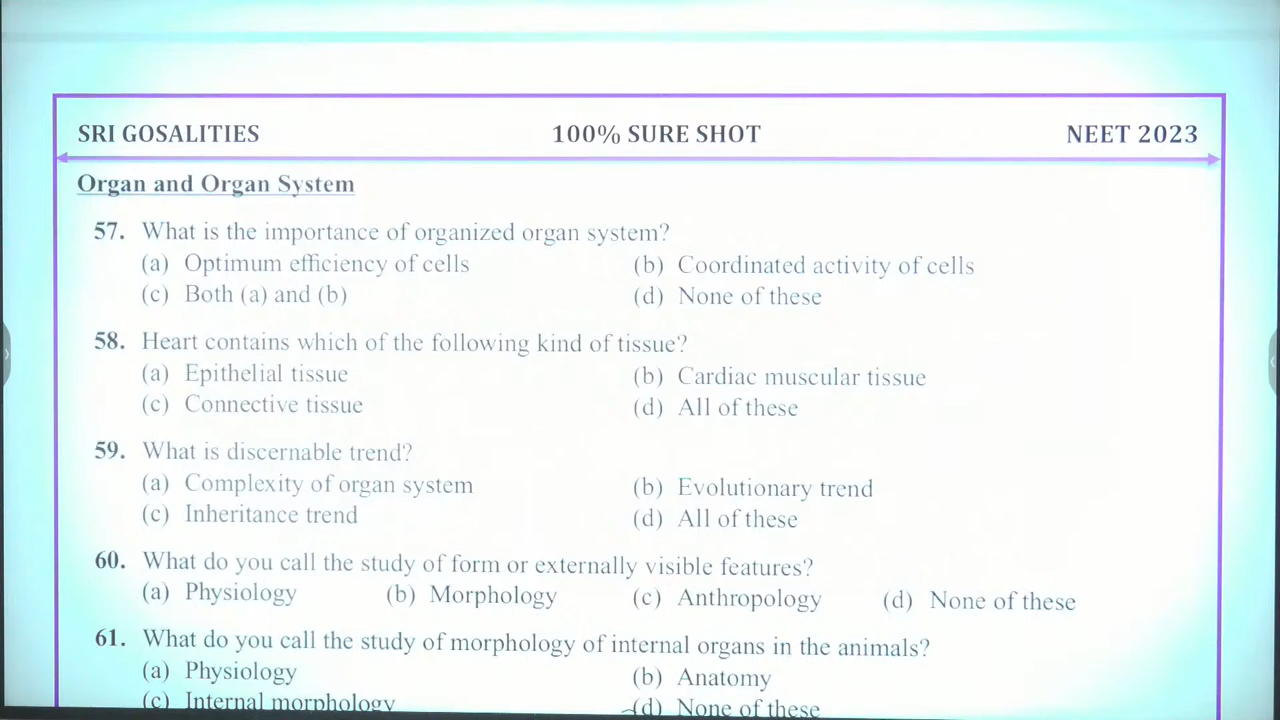 SRI GOSALITIES 100% SURE SHOT NEET 2023
Organ and Organ System
57. What is the importance of organized organ system?
(a) Optimum efficiency of cells (b) Coordinated activity of cells
(c) Both (a) and (b) (d) None of these
58. Heart contains which of the following kind of tissue?
(a) Epithelial tissue (b) Cardiac muscular tissue
(c) Connective tissue (d) All of these
59. What is discernable trend?
(a) Complexity of organ system (b) Evolutionary trend
(c) Inheritance trend (d) All of these
60. What do you call the study of form or externally visible features?
(a) Physiology (b) Morphology (c) Anthropology (d) None of these
61. What do you call the study of morphology of internal organs in the animals?
(a) Physiology (b) Anatomy
(c) Internal morphology (d) None of these